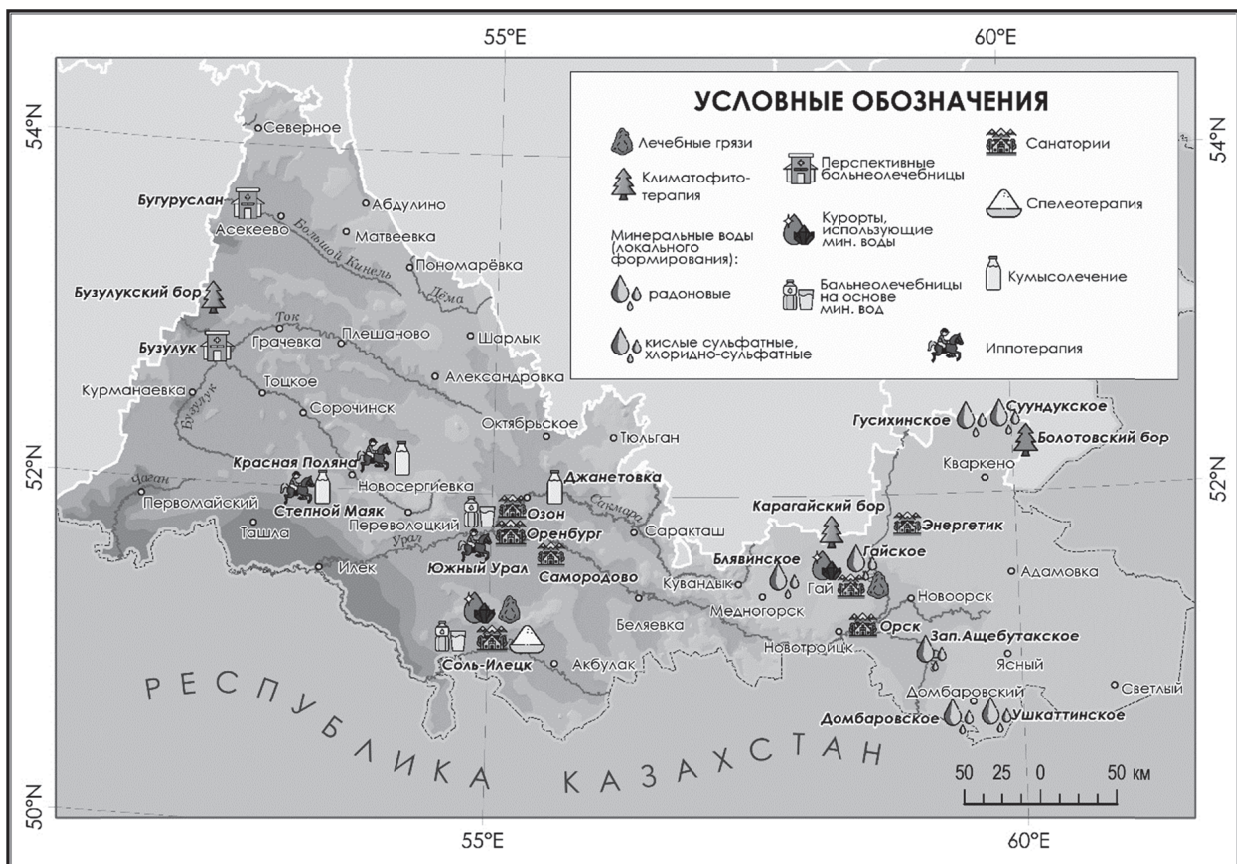 55°E
60°E
54°N
54°N
52°N
52°N
50°N
55°E
60°E
УСЛОВНЫЕ ОБОЗНАЧЕНИЯ
Лечебные грязи
Климатофито-
терапия
Минеральные воды
(локального
формирования):
радоновые
кислые сульфатные,
хлоридно-сульфатные
Перспективные
бальнеолечебницы
Курорты,
использующие
мин. воды
Бальнеолечебницы
на основе
мин. вод
Санатории
Спелеотерапия
Кумысолечение
Иппотерапия
Северное
Бугуруслан
Асекеево
Абдулино
Матвеевка
Большой Кинель
Пономарёвка
Дёма
Бузулукский бор
Ток
Плешаново
Грачевка
Шарлык
Бузулук
Курманаевка
Бузулук
Тоцкое
Александровка
Сорочинск
Октябрьское
Тюльган
Красная Поляна
Новосергиевка
Чаган
Первомайский
Степной Маяк
Переволоцкий
Ташла
Джанетовка
Озон
Сакмара
Оренбург
Саракташ
Урал
Илек
Южный Урал
Самородово
Кувандык
Беляевка
Соль-Илецк
Акбулак
Гусихинское
Суундукское
Болотовский бор
Кваркено
Карагайский бор
Энергетик
Блявинское
Гайское
Гай
Адамовка
Медногорск
Новоорск
Орск
Новотроицк
Зап.Ащебутакское
Ясный
Светлый
Домбаровский
Домбаровское
Ушкаттинское
РЕСПУБЛИКА КАЗАХСТАН
50 25 0 50 км